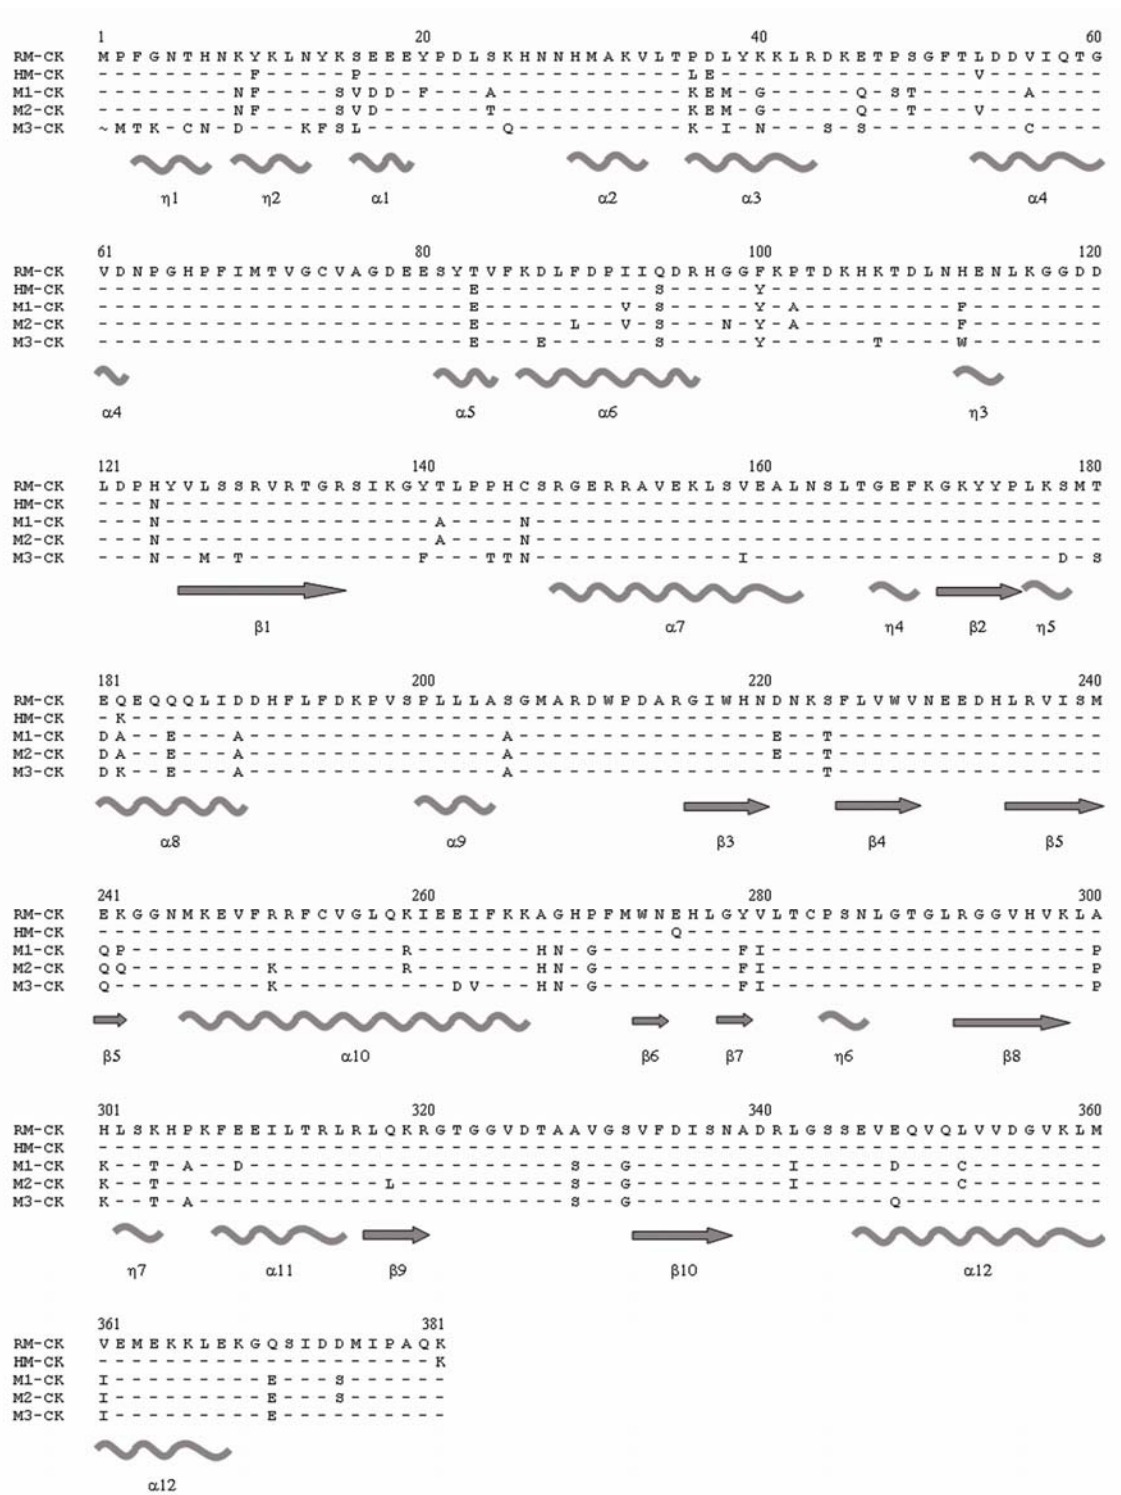 1 20 40 60
RM-CK M P F G N T H N K Y K L N Y K S E E E Y P D L S K H N N H M A K V L T P D L Y K K L R D K E T P S G F T L D D V I Q T G
HM-CK - - - - - - - - - F - - - - - P - - - - - - - - - - - - - - - - - - - L E - - - - - - - - - - - - - - - V - - - - - - -
M1-CK - - - - - - - - N F - - - - S V D D - F - - - A - - - - - - - - - - - K E M - G - - - - - Q - S T - - - - - - A - - - -
M2-CK - - - - - - - - N F - - - - S V D - - - - - - T - - - - - - - - - - - K E M - G - - - - - Q - - T - - - V - - - - - - -
M3-CK ~ M T K - C N - D - - - K F S L - - - - - - - - Q - - - - - - - - - - K - I - N - - - S - S - - - - - - - - - C - - - -
η1 η2 α1 α2 α3 α4
61 80 100 120
RM-CK V D N P G H P F I M T V G C V A G D E E S Y T V F K D L F D P I I Q D R H G G F K P T D K H K T D L N H E N L K G G D D
HM-CK - - - - - - - - - - - - - - - - - - - - - - E - - - - - - - - - - S - - - - - Y - - - - - - - - - - - - - - - - - - - -
M1-CK - - - - - - - - - - - - - - - - - - - - - - E - - - - - - - - V - S - - - - - Y - A - - - - - - - - - F - - - - - - - -
M2-CK - - - - - - - - - - - - - - - - - - - - - - E - - - - - L - - V - S - - - N - Y - A - - - - - - - - - F - - - - - - - -
M3-CK - - - - - - - - - - - - - - - - - - - - - - E - - - E - - - - - - S - - - - - Y - - - - - - T - - - - W - - - - - - - -
α4 α5 α6 η3
121 140 160 180
RM-CK L D P H Y V L S S R V R T G R S I K G Y T L P P H C S R G E R R A V E K L S V E A L N S L T G E F K G K Y Y P L K S M T
HM-CK - - - N - - - - - - - - - - - - - - - - - - - - - - - - - - - - - - - - - - - - - - - - - - - - - - - - - - - - - - - -
M1-CK - - - N - - - - - - - - - - - - - - - - A - - - - N - - - - - - - - - - - - - - - - - - - - - - - - - - - - - - - - - -
M2-CK - - - N - - - - - - - - - - - - - - - - A - - - - N - - - - - - - - - - - - - - - - - - - - - - - - - - - - - - - - - -
M3-CK - - - N - - M - T - - - - - - - - - - F - - - T T N - - - - - - - - - - - - I - - - - - - - - - - - - - - - - - - D - S
β1 α7 η4 β2 η5
181 200 220 240
RM-CK E Q E Q Q Q L I D D H F L F D K P V S P L L L A S G M A R D W P D A R G I W H N D N K S F L V W V N E E D H L R V I S M
HM-CK - K - - - - - - - - - - - - - - - - - - - - - - - - - - - - - - - - - - - - - - - - - - - - - - - - - - - - - - - - - -
M1-CK D A - - E - - - A - - - - - - - - - - - - - - - A - - - - - - - - - - - - - - - E - - T - - - - - - - - - - - - - - - -
M2-CK D A - - E - - - A - - - - - - - - - - - - - - - A - - - - - - - - - - - - - - - E - - T - - - - - - - - - - - - - - - -
M3-CK D K - - E - - - A - - - - - - - - - - - - - - - A - - - - - - - - - - - - - - - - - - T - - - - - - - - - - - - - - - -
α8 α9 β3 β4 β5
241 260 280 300
RM-CK E K G G N M K E V F R R F C V G L Q K I E E I F K K A G H P F M W N E H L G Y V L T C P S N L G T G L R G G V H V K L A
HM-CK - - - - - - - - - - - - - - - - - - - - - - - - - - - - - - - - - - Q - - - - - - - - - - - - - - - - - - - - - - - - -
M1-CK Q P - - - - - - - - - - - - - - - - R - - - - - - - H N - G - - - - - - - - F I - - - - - - - - - - - - - - - - - - - P
M2-CK Q Q - - - - - - - - K - - - - - - - R - - - - - - - H N - G - - - - - - - - F I - - - - - - - - - - - - - - - - - - - P
M3-CK Q - - - - - - - - - K - - - - - - - - - - D V - - - H N - G - - - - - - - - F I - - - - - - - - - - - - - - - - - - - P
β5 α10 β6 β7 η6 β8
301 320 340 360
RM-CK H L S K H P K F E E I L T R L R L Q K R G T G G V D T A A V G S V F D I S N A D R L G S S E V E Q V Q L V V D G V K L M
HM-CK - - - - - - - - - - - - - - - - - - - - - - - - - - - - - - - - - - - - - - - - - - - - - - - - - - - - - - - - - - - -
M1-CK K - - T - A - - D - - - - - - - - - - - - - - - - - - - S - - G - - - - - - - - - I - - - - - D - - - C - - - - - - - -
M2-CK K - - T - - - - - - - - - - - - - L - - - - - - - - - - S - - G - - - - - - - - - I - - - - - - - - - C - - - - - - - -
M3-CK K - - T - A - - - - - - - - - - - - - - - - - - - - - - S - - G - - - - - - - - - - - - - - - Q - - - - - - - - - - - -
η7 α11 β9 β10 α12
361 381
RM-CK V E M E K K L E K G Q S I D D M I P A Q K
HM-CK - - - - - - - - - - - - - - - - - - - - K
M1-CK I - - - - - - - - - E - - - S - - - - - -
M2-CK I - - - - - - - - - E - - - S - - - - - -
M3-CK I - - - - - - - - - E - - - - - - - - - -
α12